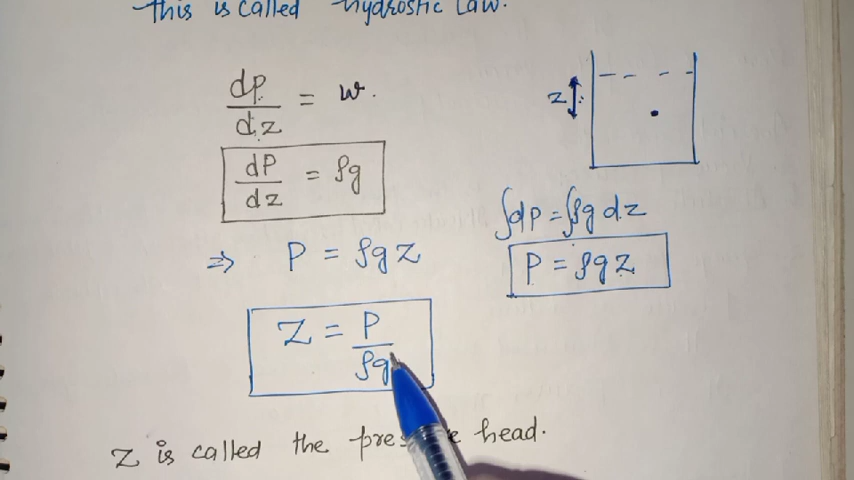 This is called hydrostic Law.
dP/dz = w.
dP/dz = ρg
⇒ P = ρgz
Z = P/ρg
Z is called the head.
z
∫dP = ∫ρg dz
P = ρgz